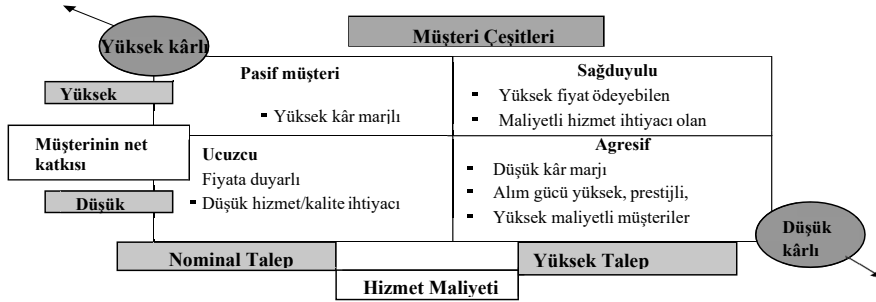 Müşteri Çeşitleri
Yüksek kârlı
Pasif müşteri
▪ Yüksek kâr marjlı
Sağduyulu
▪ Yüksek fiyat ödeyebilen
▪ Maliyetli hizmet ihtiyacı olan
Yüksek
Müşterinin net
katkısı
Düşük
Ucuzcu
Fiyata duyarlı
▪ Düşük hizmet/kalite ihtiyacı
Agresif
▪ Düşük kâr marjı
▪ Alım gücü yüksek, prestijli,
▪ Yüksek maliyetli müşteriler
Düşük
kârlı
Nominal Talep
Yüksek Talep
Hizmet Maliyeti